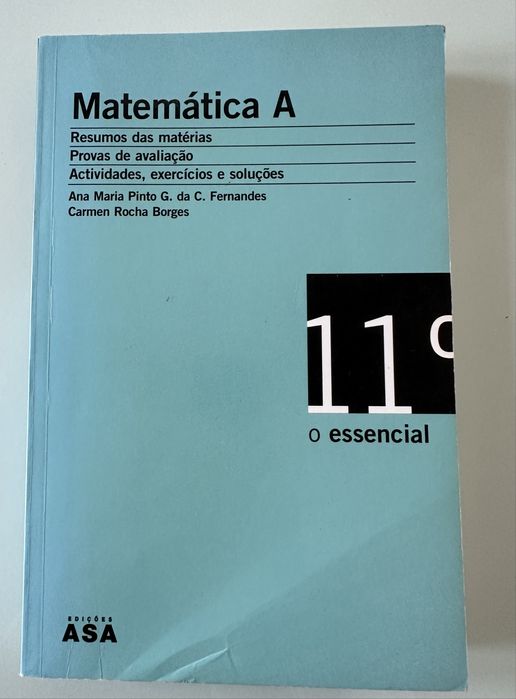 Matemática A
Resumos das matérias
Provas de avaliação
Actividades, exercícios e soluções
Ana Maria Pinto G. da C. Fernandes
Carmen Rocha Borges
11º
o essencial
EDIÇÕES
ASA